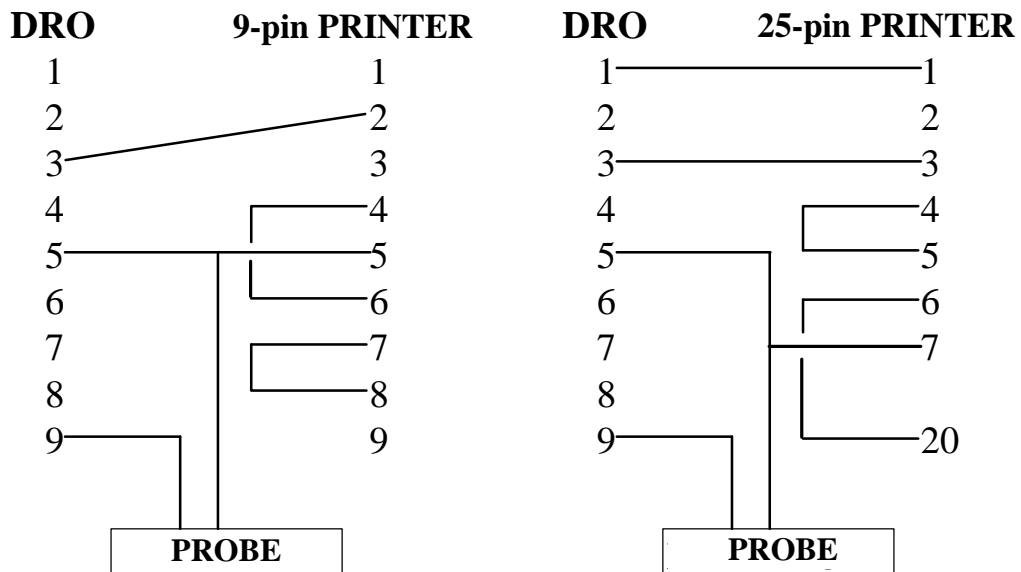 DRO 9-pin PRINTER DRO 25-pin PRINTER
1 1 1 1
2 2 2 2
3 3 3 3
4 4 4 4
5 5 5 5
6 6 6 6
7 7 7 7
8 8 8
9 9 9 20
PROBE PROBE